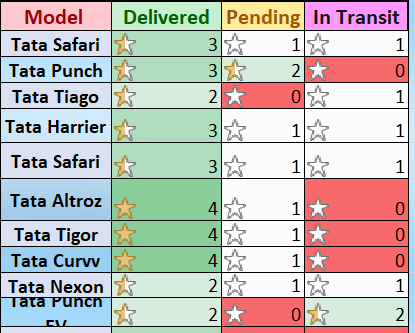 Model Delivered Pending In Transit
Tata Safari 3 1 1
Tata Punch 3 2 0
Tata Tiago 2 0 1
Tata Harrier 3 1 1
Tata Safari 3 1 1
Tata Altroz 4 1 0
Tata Tigor 4 1 0
Tata Curvv 4 1 0
Tata Nexon 2 1 1
Tata Punch 2 0 2
EV